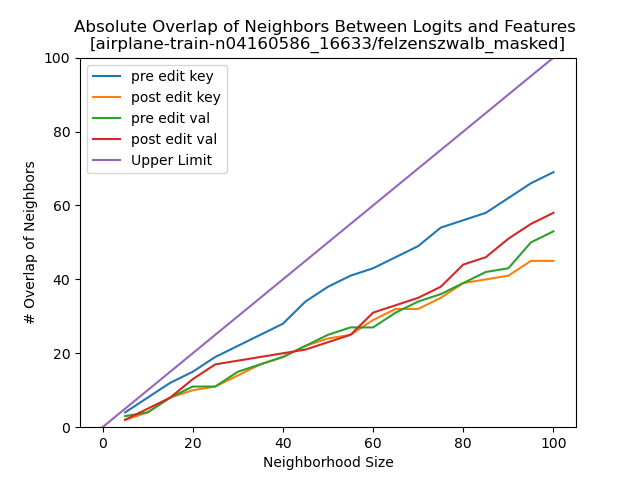 Absolute Overlap of Neighbors Between Logits and Features
[airplane-train-n04160586_16633/felzenszwalb_masked]
pre edit key
post edit key
pre edit val
post edit val
Upper Limit
# Overlap of Neighbors
100
80
60
40
20
0
0 20 40 60 80 100
Neighborhood Size